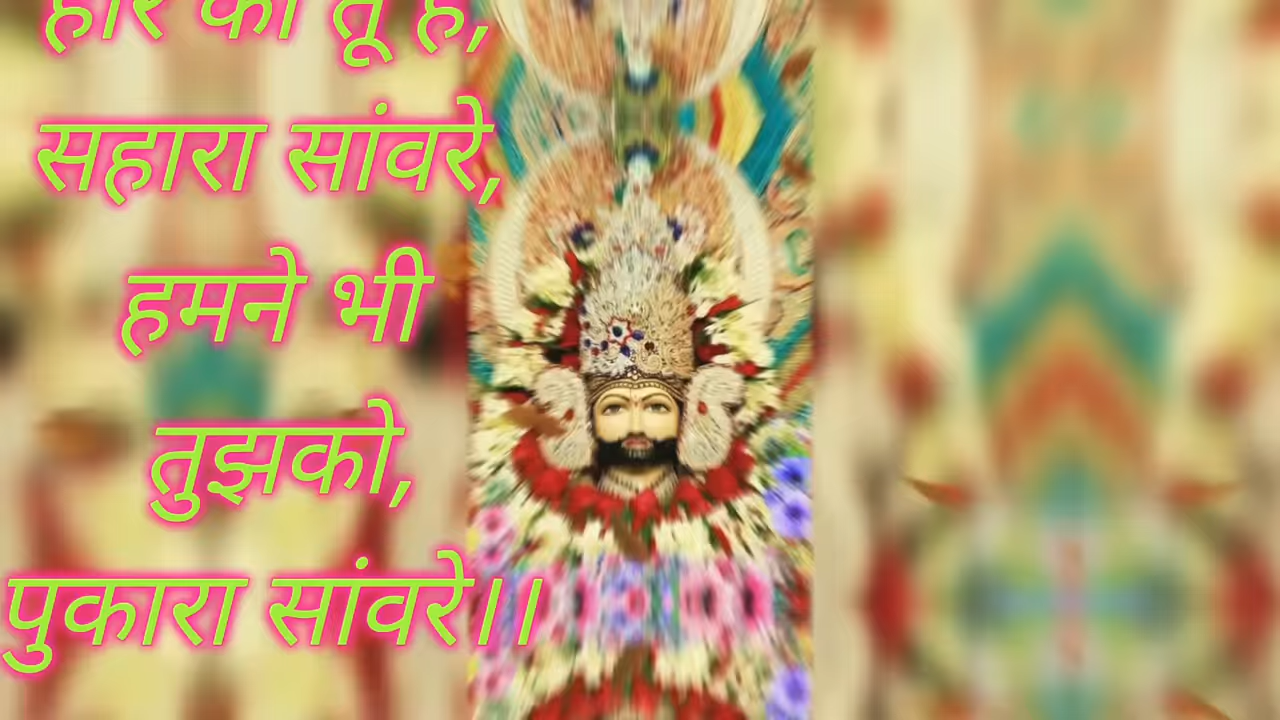 हारे का तू है,
सहारा सांवरे,
हमने भी
तुझको,
पुकारा सांवरे।।